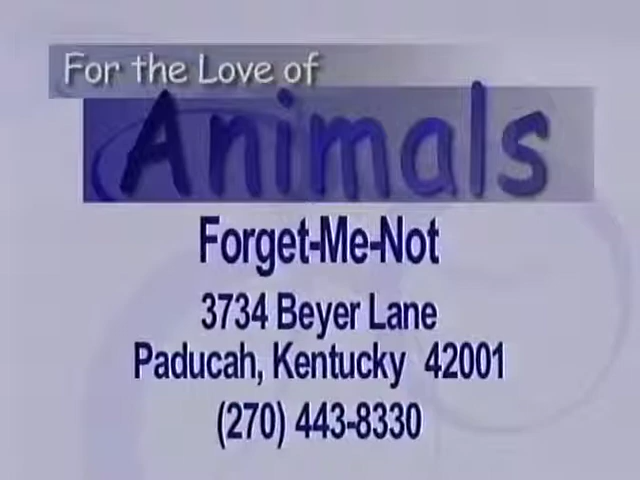 For the Love of
Animals
Forget-Me-Not
3734 Beyer Lane
Paducah, Kentucky 42001
(270) 443-8330